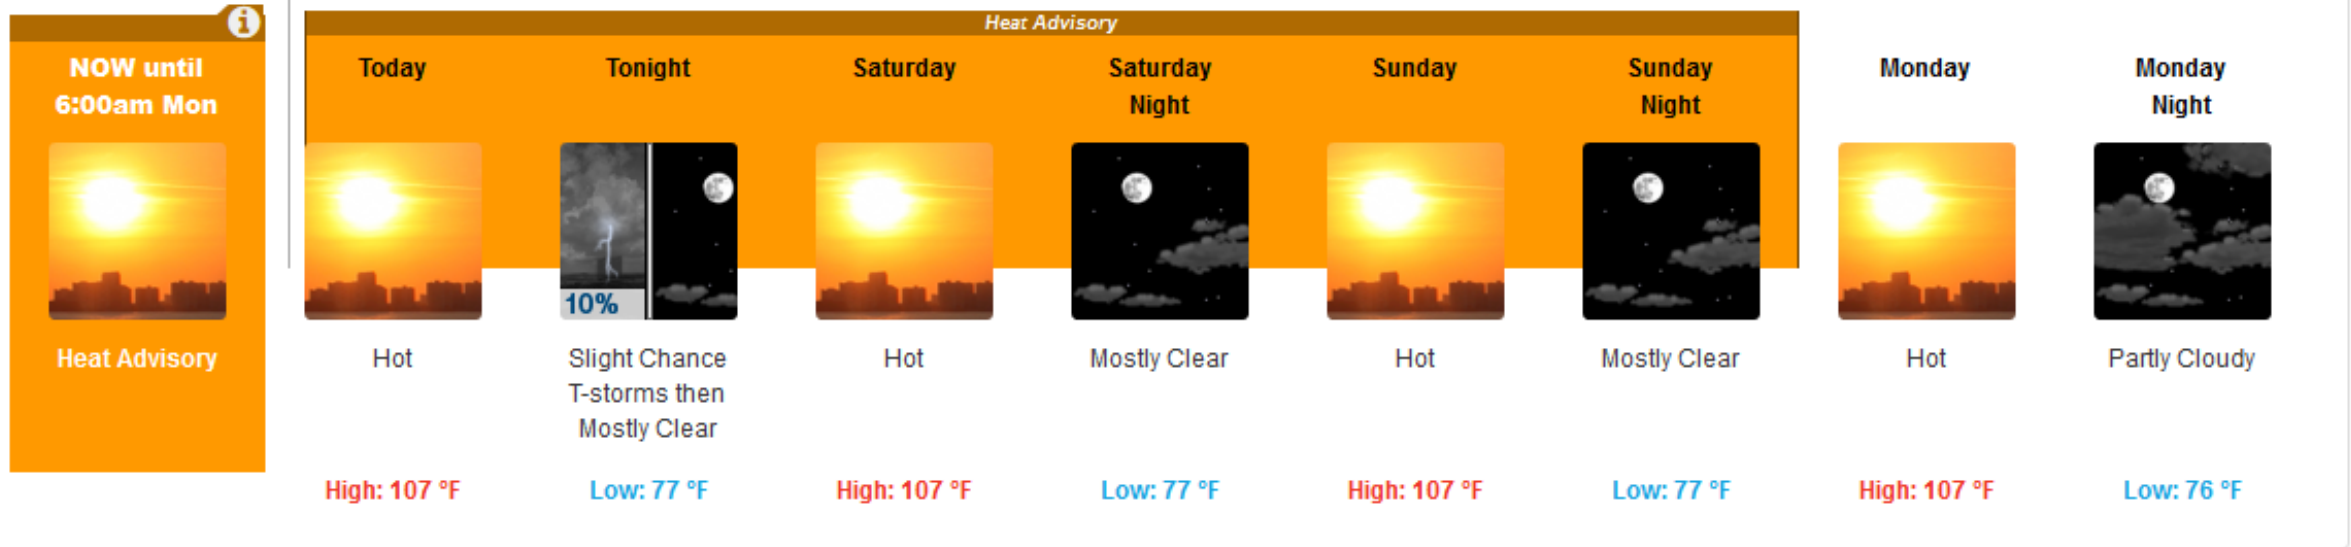 Heat Advisory
NOW until
6:00am Mon
Heat Advisory
Today
Hot
High: 107 °F
Tonight
10%
Slight Chance
T-storms then
Mostly Clear
Low: 77 °F
Saturday
Hot
High: 107 °F
Saturday
Night
Mostly Clear
Low: 77 °F
Sunday
Hot
High: 107 °F
Sunday
Night
Mostly Clear
Low: 77 °F
Monday
Hot
High: 107 °F
Monday
Night
Partly Cloudy
Low: 76 °F